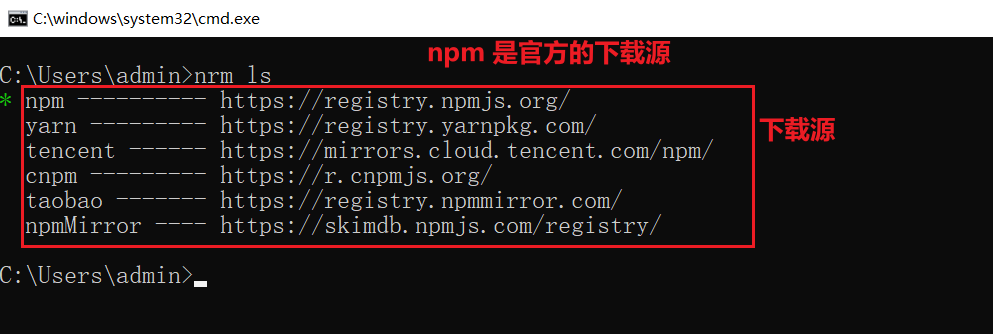 C:\windows\system32\cmd.exe
npm 是官方的下载源
C:\Users\admin>nrm ls
* npm ---------- https://registry.npmjs.org/
yarn --------- https://registry.yarnpkg.com/
下载源
tencent ------ https://mirrors.cloud.tencent.com/npm/
cnpm --------- https://r.cnpmjs.org/
taobao ------- https://registry.npmmirror.com/
npmMirror ---- https://skimdb.npmjs.com/registry/
C:\Users\admin>